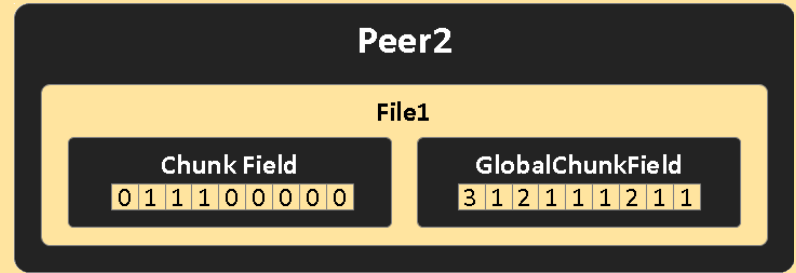 Peer2
File1
Chunk Field
0 1 1 1 0 0 0 0 0
GlobalChunkField
3 1 2 1 1 1 2 1 1